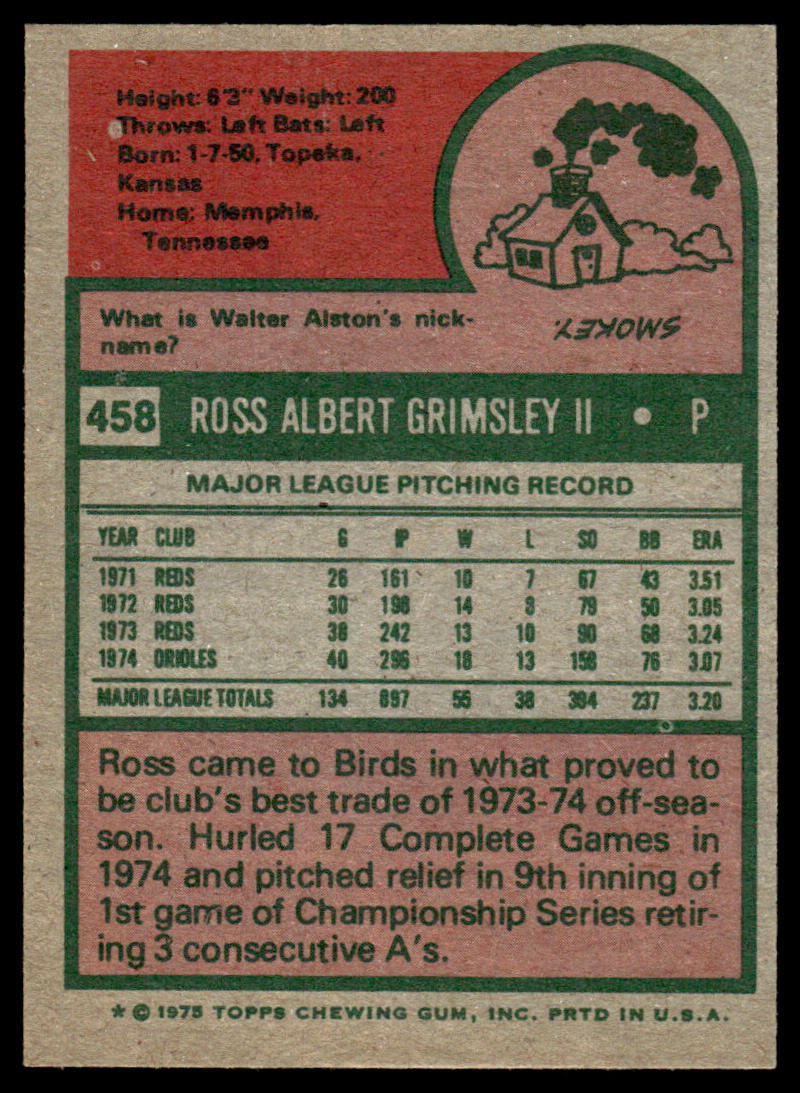 Height: 6'3" Weight: 200
Throws: Left Bats: Left
Born: 1-7-50, Topeka,
Kansas
Home: Memphis,
Tennessee
What is Walter Alston's nick-
name?
SMOKEY.
458 ROSS ALBERT GRIMSLEY II • P
MAJOR LEAGUE PITCHING RECORD
YEAR CLUB G IP W L SO BB ERA
1971 REDS 26 161 10 7 67 43 3.51
1972 REDS 30 198 14 8 79 50 3.05
1973 REDS 38 242 13 10 90 68 3.24
1974 ORIOLES 40 296 18 13 158 76 3.07
MAJOR LEAGUE TOTALS 134 897 55 38 394 237 3.20
Ross came to Birds in what proved to
be club's best trade of 1973-74 off-sea-
son. Hurled 17 Complete Games in
1974 and pitched relief in 9th inning of
1st game of Championship Series retir-
ing 3 consecutive A's.
* © 1975 TOPPS CHEWING GUM, INC. PRTD IN U.S.A.